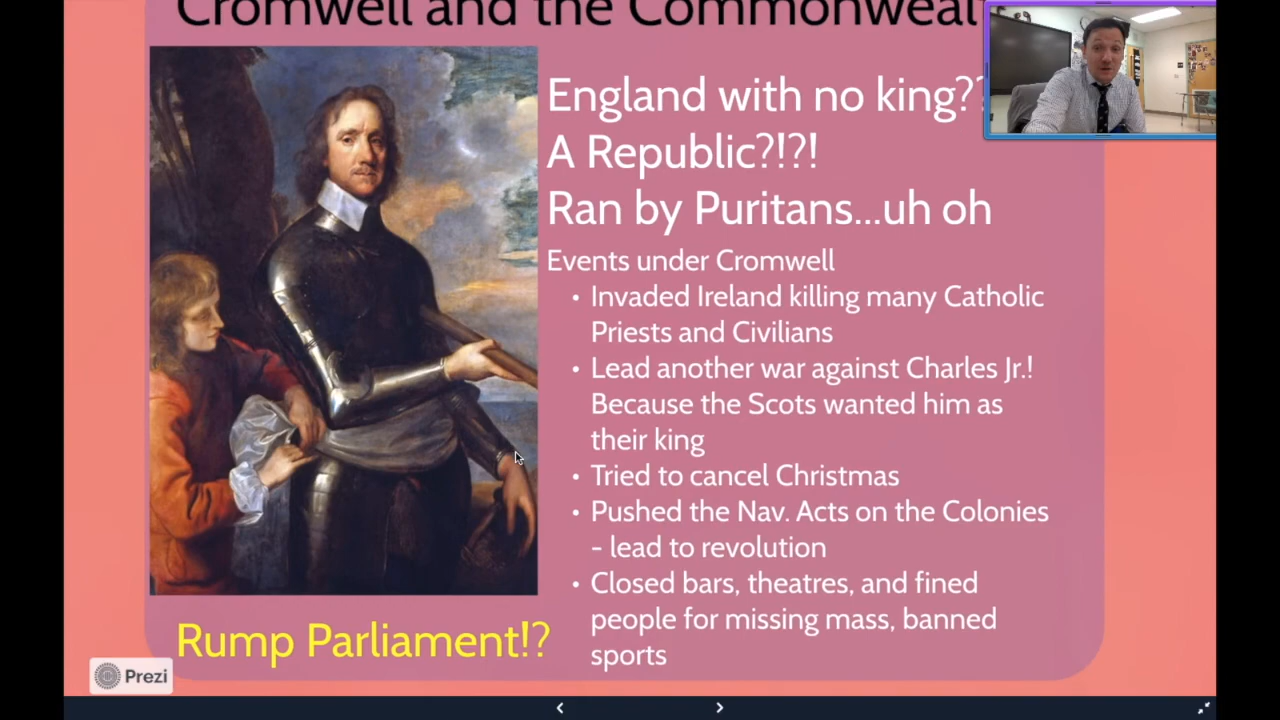 Cromwell and the Commonweal
England with no king?
A Republic?!?!
Ran by Puritans...uh oh
Events under Cromwell
• Invaded Ireland killing many Catholic
Priests and Civilians
• Lead another war against Charles Jr.!
Because the Scots wanted him as
their king
• Tried to cancel Christmas
• Pushed the Nav. Acts on the Colonies
- lead to revolution
• Closed bars, theatres, and fined
people for missing mass, banned
sports
Rump Parliament!?
Prezi